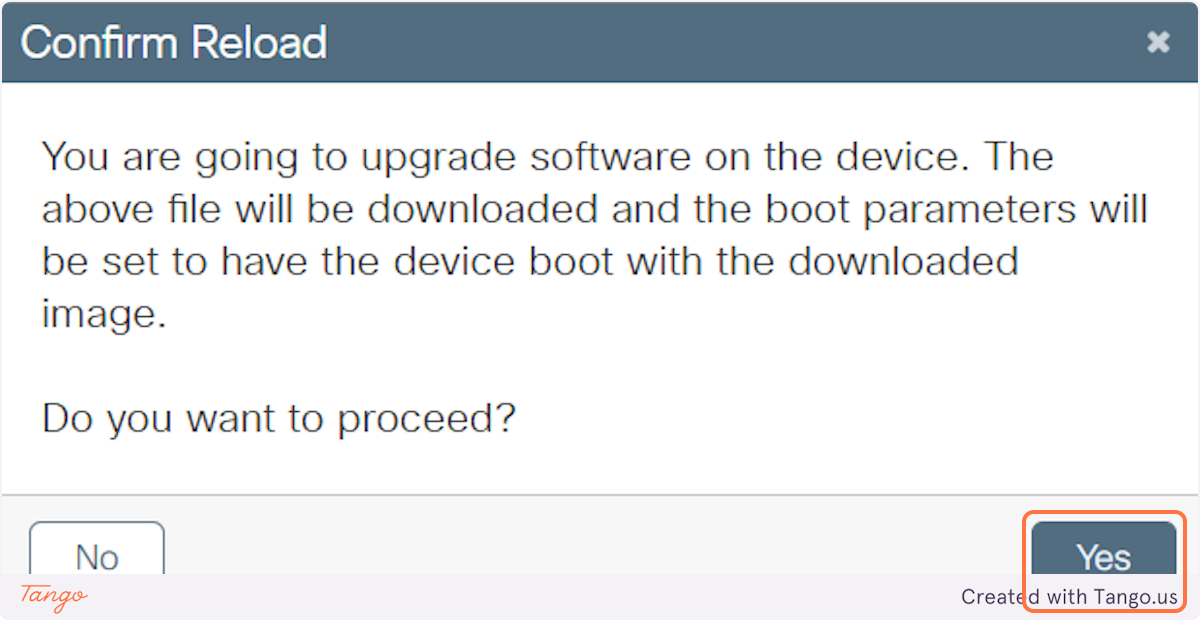 Confirm Reload
You are going to upgrade software on the device. The
above file will be downloaded and the boot parameters will
be set to have the device boot with the downloaded
image.
Do you want to proceed?
No
Yes
Tango
Created with Tango.us